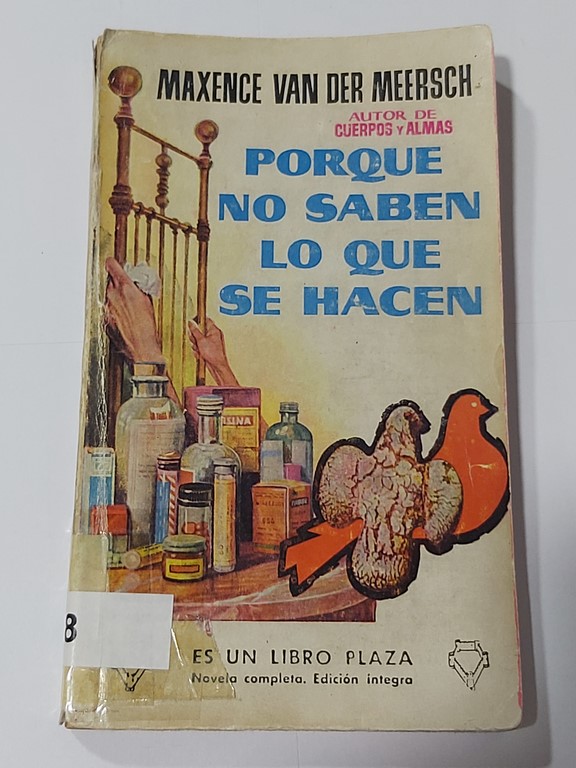 MAXENCE VAN DER MEERSCH
AUTOR DE
CUERPOS Y ALMAS
PORQUE
NO SABEN
LO QUE
SE HACEN
8
ES UN LIBRO PLAZA
Novela completa. Edición integra